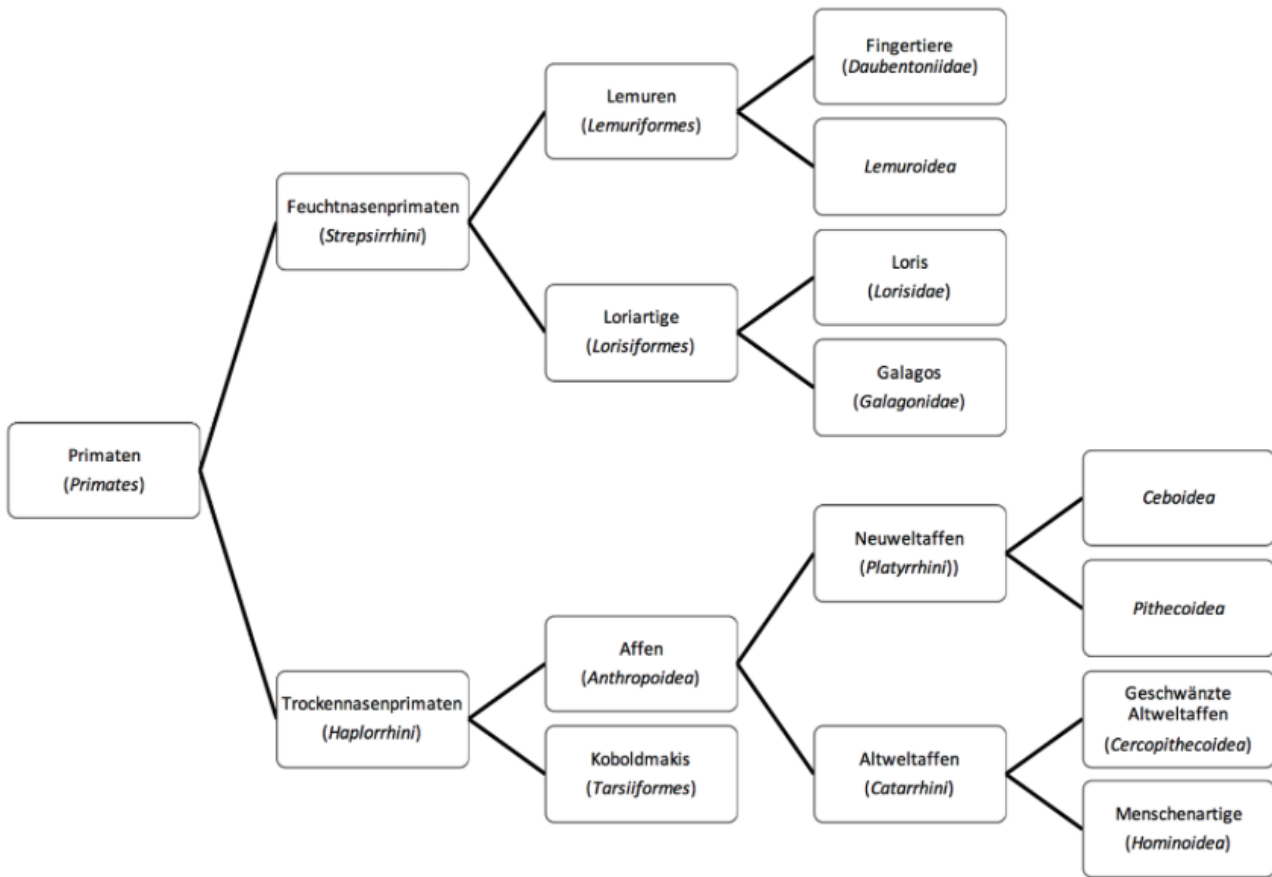 Fingertiere
(Daubentoniidae)
Lemuren
(Lemuriformes)
Lemuroidea
Feuchtnasenprimaten
(Strepsirrhini)
Loris
(Lorisidae)
Loriartige
(Lorisiformes)
Galagos
(Galagonidae)
Primaten
(Primates)
Ceboidea
Neuweltaffen
(Platyrrhini))
Pithecoidea
Affen
(Anthropoidea)
Trockennasenprimaten
(Haplorrhini)
Geschwänzte
Altweltaffen
(Cercopithecoidea)
Koboldmakis
(Tarsiiformes)
Altweltaffen
(Catarrhini)
Menschenartige
(Hominoidea)